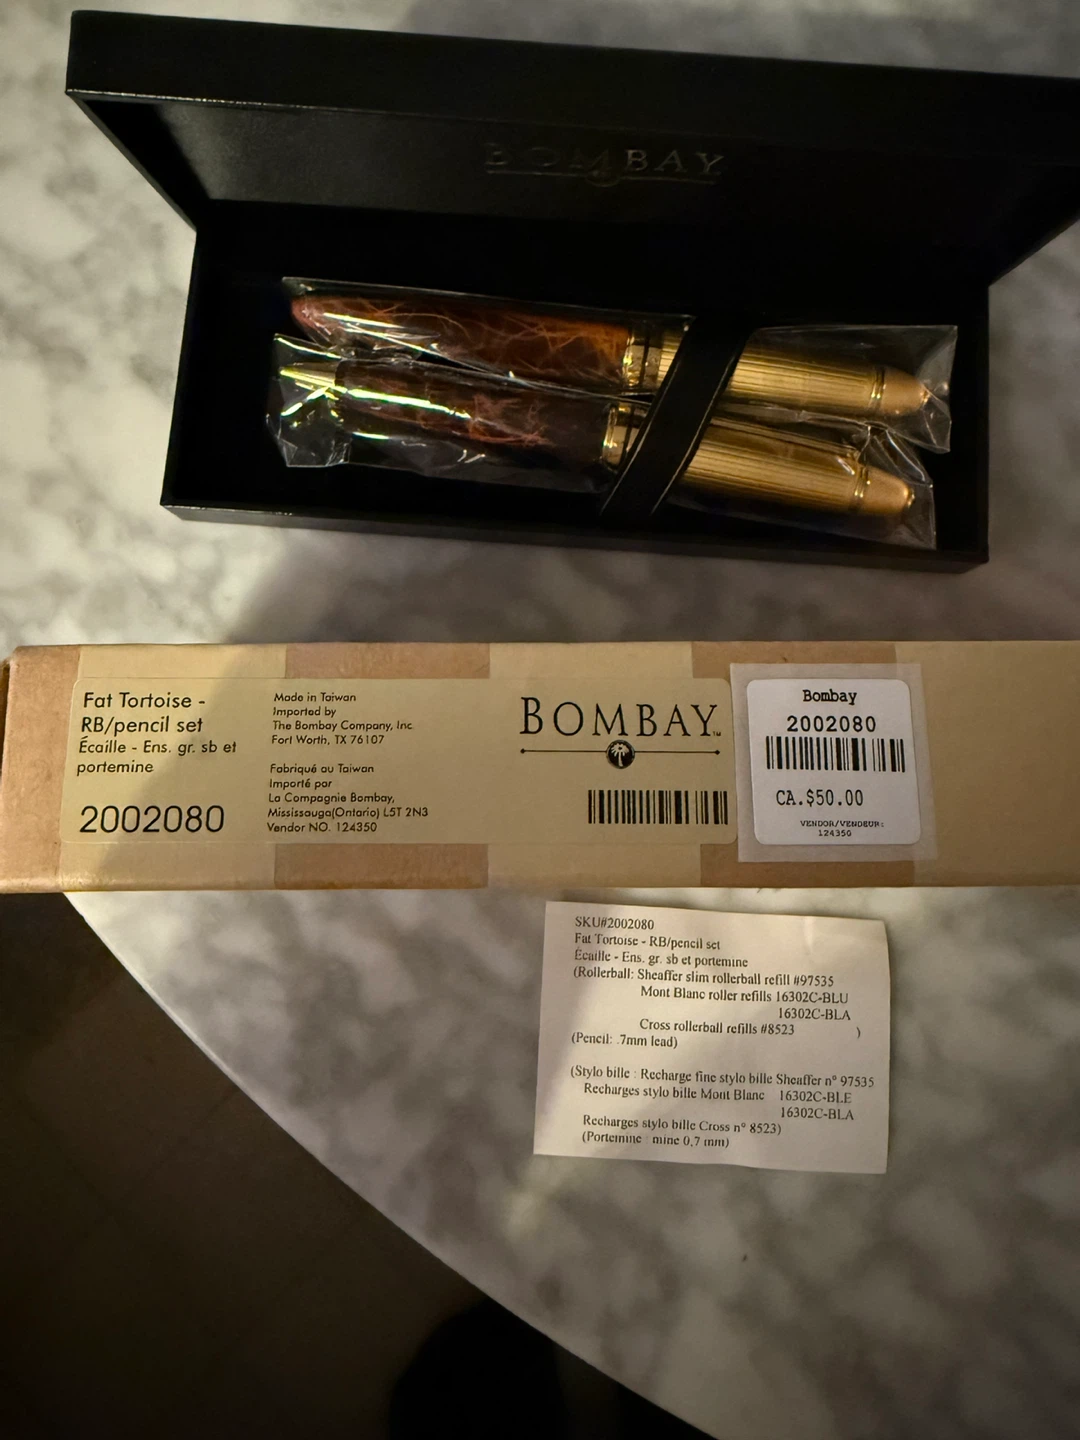 BOMBAY
Fat Tortoise -
RB/pencil set
Écaille - Ens. gr. sb et
portemine
2002080
Made in Taiwan
Imported by
The Bombay Company, Inc.
Fort Worth, TX 76107
Fabriqué au Taiwan
Importé par
La Compagnie Bombay,
Mississauga(Ontario) L5T 2N3
Vendor NO. 124350
BOMBAY™
Bombay
2002080
CA.$50.00
VENDOR/VENDEUR:
124350
SKU#2002080
Fat Tortoise - RB/pencil set
Écaille - Ens. gr. sb et portemine
(Rollerball: Sheaffer slim rollerball refill #97535
Mont Blanc roller refills 16302C-BLU
16302C-BLA
Cross rollerball refills #8523 )
(Pencil: .7mm lead)
(Stylo bille : Recharge fine stylo bille Sheaffer n° 97535
Recharges stylo bille Mont Blanc 16302C-BLE
16302C-BLA
Recharges stylo bille Cross n° 8523)
(Portemine : mine 0,7 mm)